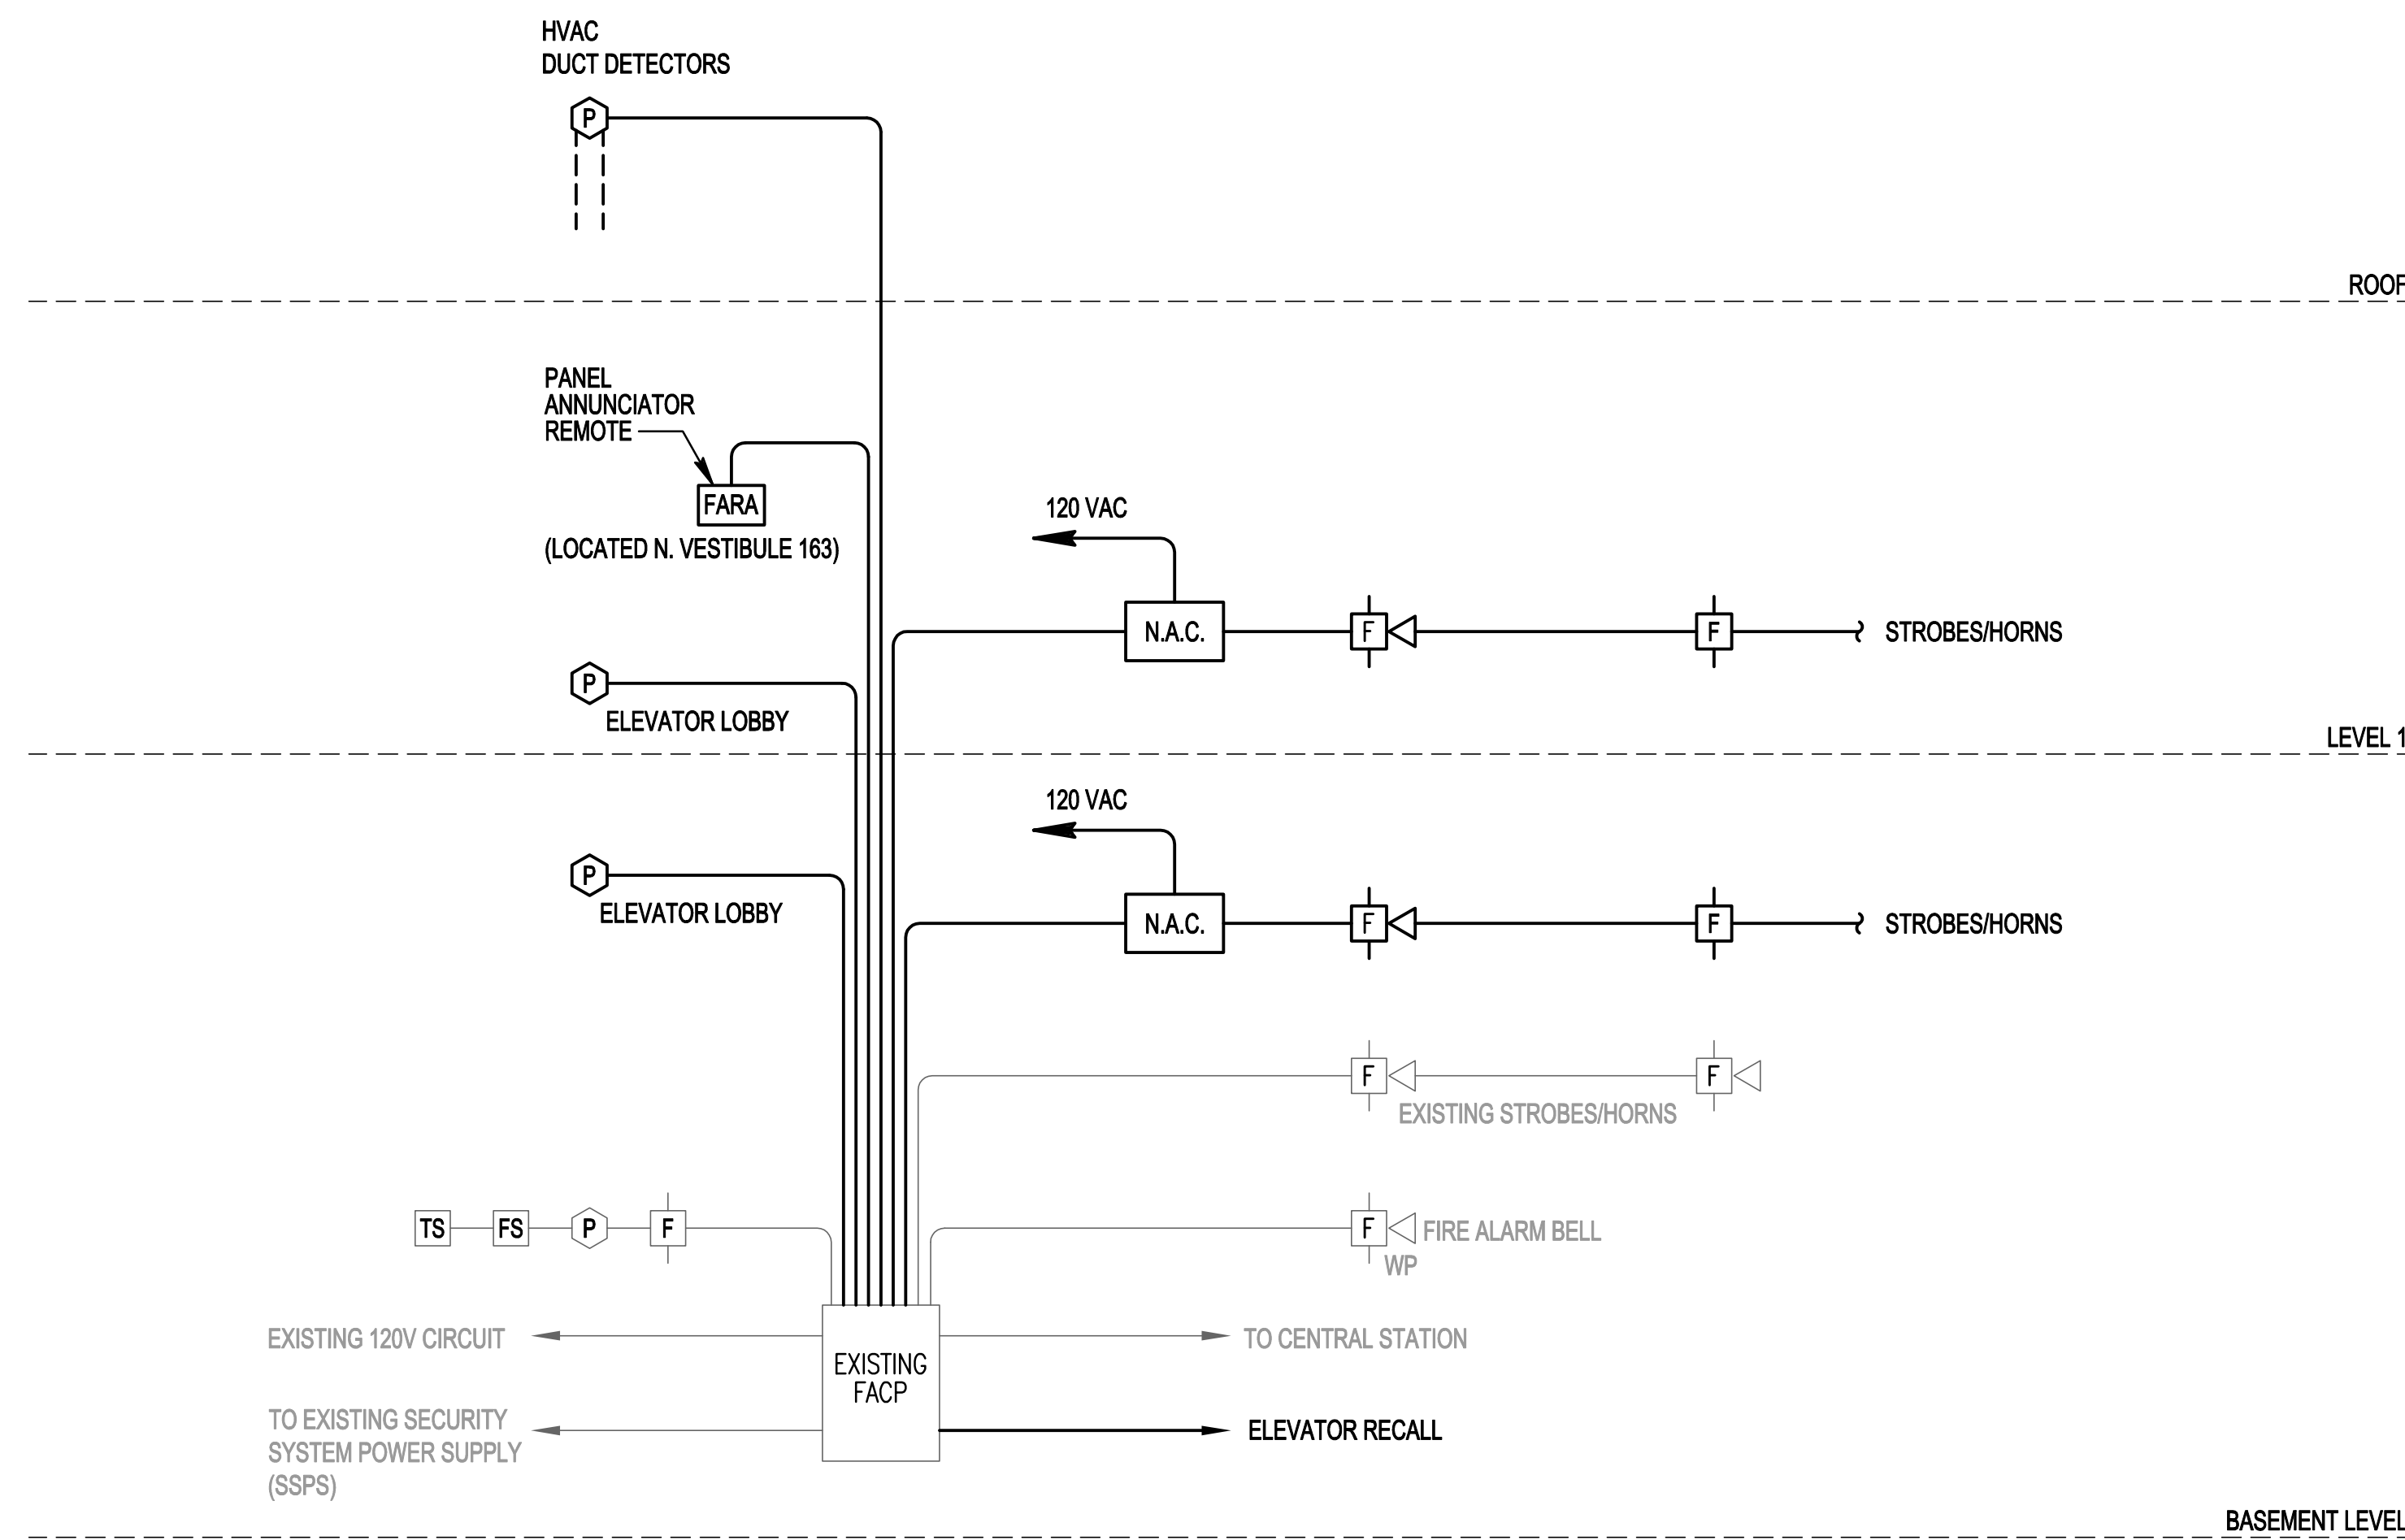 HVAC
DUCT DETECTORS
P
ROOF
PANEL
ANNUNCIATOR
REMOTE
FARA
(LOCATED N. VESTIBULE 163)
120 VAC
N.A.C.
F
F
STROBES/HORNS
P
ELEVATOR LOBBY
LEVEL 1
120 VAC
P
ELEVATOR LOBBY
N.A.C.
F
F
STROBES/HORNS
F
F
EXISTING STROBES/HORNS
TS
FS
P
F
F
FIRE ALARM BELL
WP
EXISTING 120V CIRCUIT
TO CENTRAL STATION
EXISTING
FACP
TO EXISTING SECURITY
SYSTEM POWER SUPPLY
(SSPS)
ELEVATOR RECALL
BASEMENT LEVEL